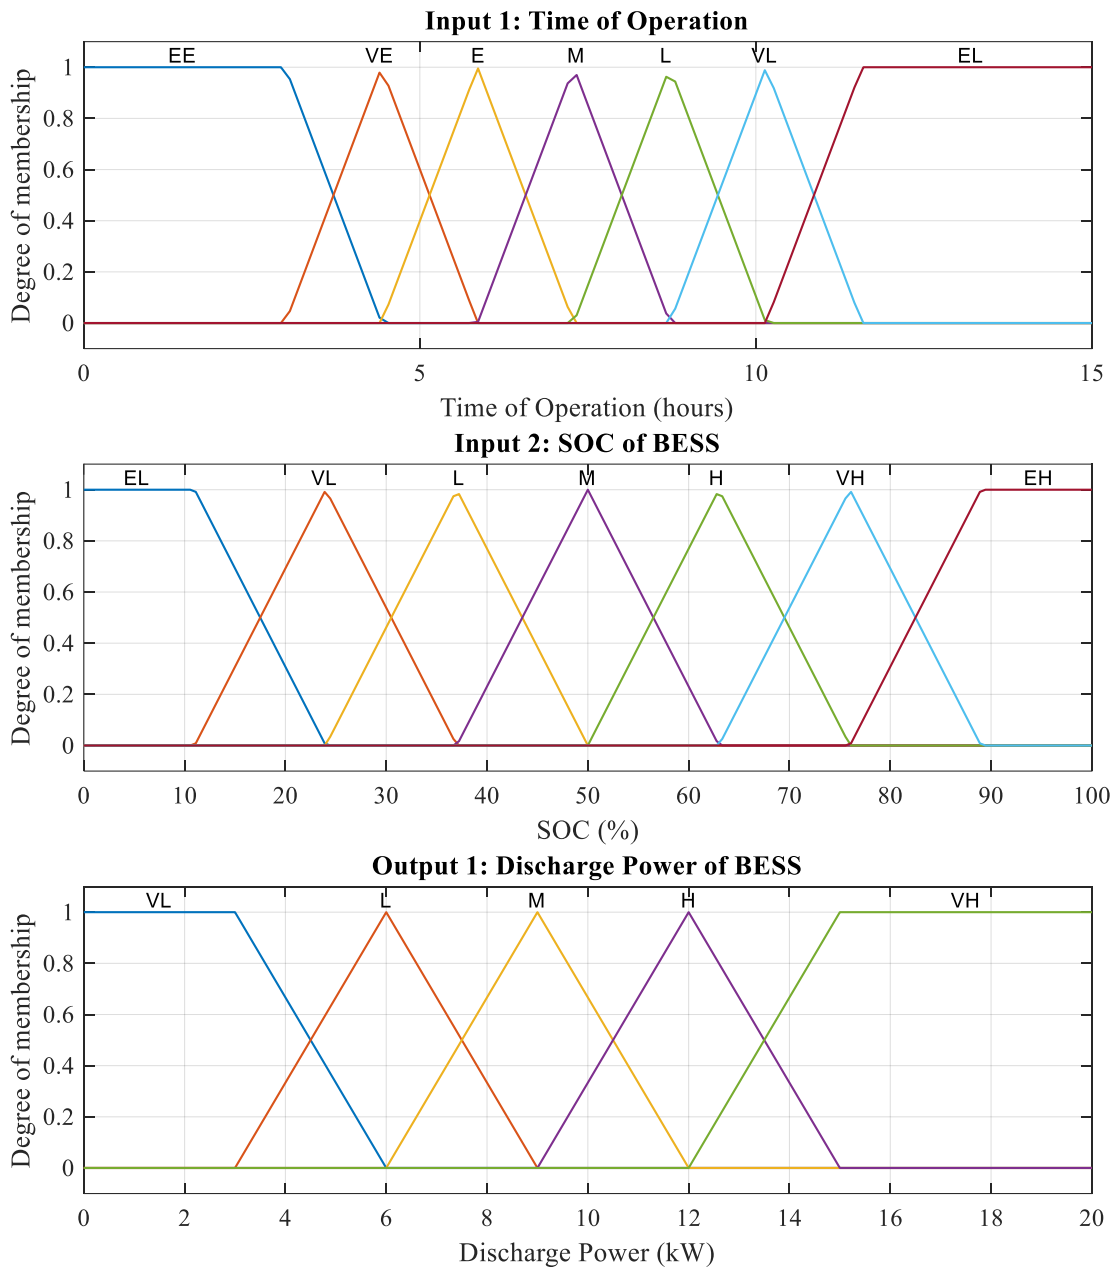 Input 1: Time of Operation
EE VE E M L VL EL
1
0.8
0.6
0.4
0.2
0
Degree of membership
0 5 10 15
Time of Operation (hours)
Input 2: SOC of BESS
EL VL L M H VH EH
1
0.8
0.6
0.4
0.2
0
Degree of membership
0 10 20 30 40 50 60 70 80 90 100
SOC (%)
Output 1: Discharge Power of BESS
VL L M H VH
1
0.8
0.6
0.4
0.2
0
Degree of membership
0 2 4 6 8 10 12 14 16 18 20
Discharge Power (kW)